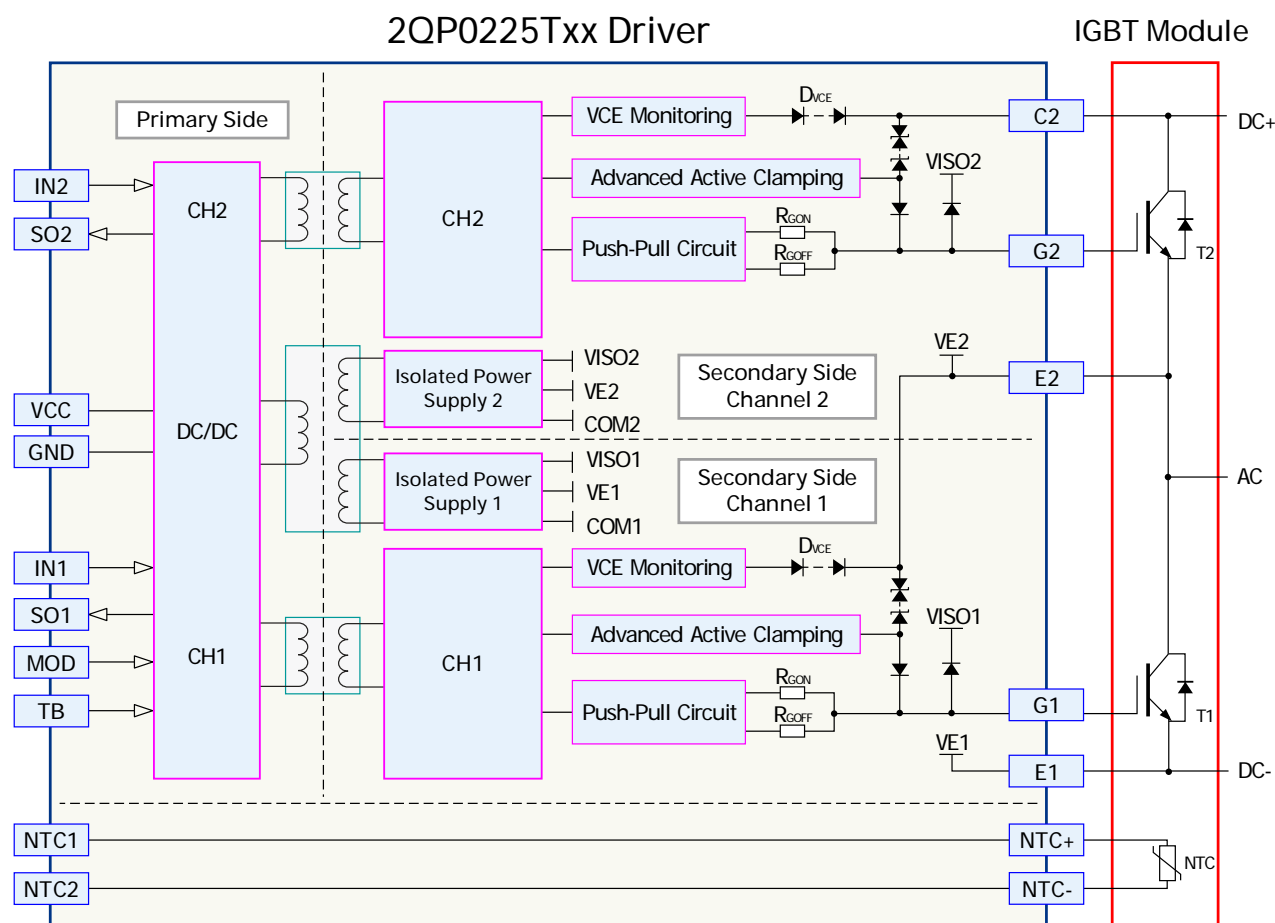 2QP0225Txx Driver
IGBT Module
Primary Side
IN2
SO2
VCC
GND
IN1
SO1
MOD
TB
NTC1
NTC2
CH2
DC/DC
CH1
CH2
VCE Monitoring
DVCE
Advanced Active Clamping
VISO2
Push-Pull Circuit
RGON
RGOFF
Isolated Power
Supply 2
VISO2
VE2
COM2
Secondary Side
Channel 2
VE2
Isolated Power
Supply 1
VISO1
VE1
COM1
Secondary Side
Channel 1
CH1
VCE Monitoring
DVCE
Advanced Active Clamping
VISO1
Push-Pull Circuit
RGON
RGOFF
VE1
C2
G2
E2
G1
E1
NTC+
NTC-
DC+
T2
AC
T1
DC-
NTC